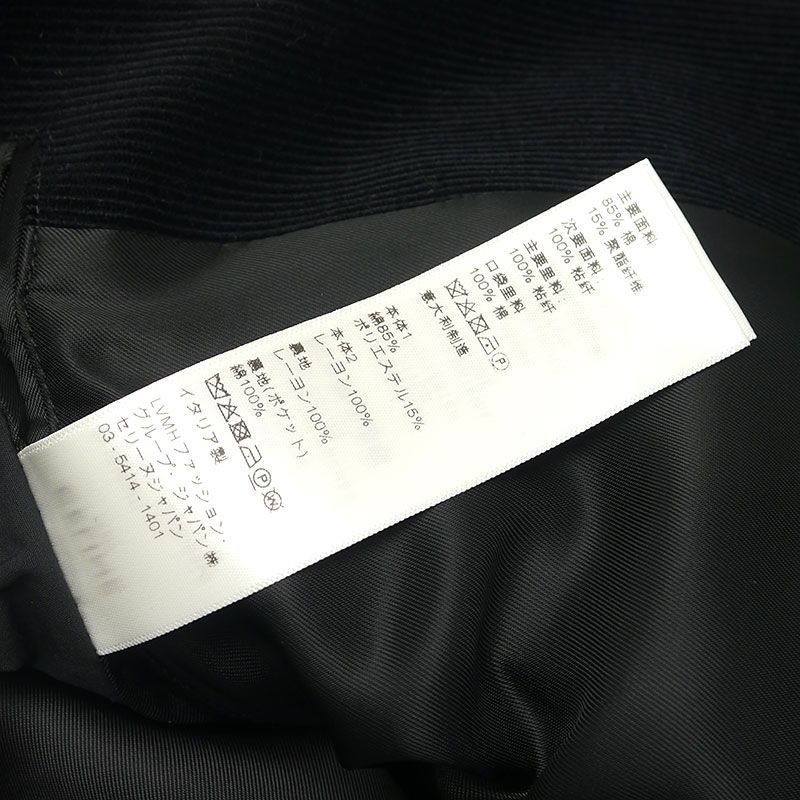 主要面料
85% 棉
15% 聚酯纤维
次要面料:
100% 粘纤
主要里料:
100% 粘纤
口袋里料
100% 棉
P
意大利制造
本体1
綿85%
ポリエステル15%
本体2
レーヨン100%
裏地
レーヨン100%
裏地(ポケット)
綿100%
P W
イタリア製
LVMHファッション・
グループ・ジャパン㈱
セリーヌジャパン
03-5414-1401